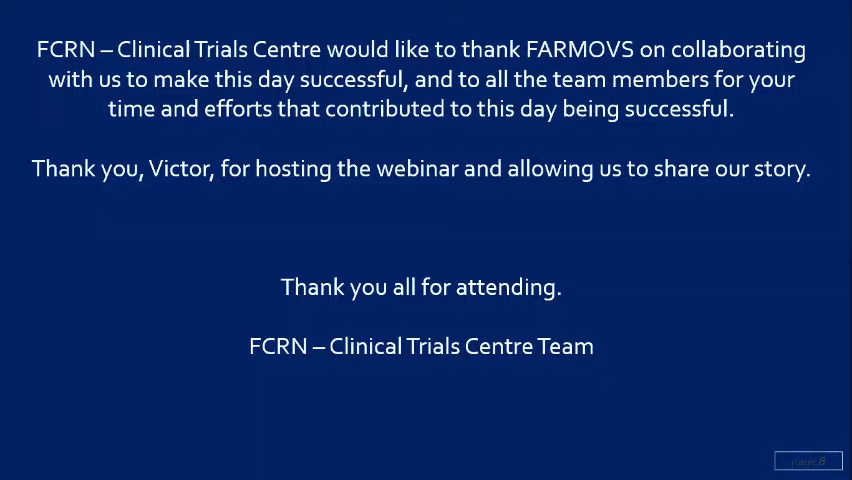 FCRN – Clinical Trials Centre would like to thank FARMOVS on collaborating
with us to make this day successful, and to all the team members for your
time and efforts that contributed to this day being successful.
Thank you, Victor, for hosting the webinar and allowing us to share our story.
Thank you all for attending.
FCRN – Clinical Trials Centre Team
page 8